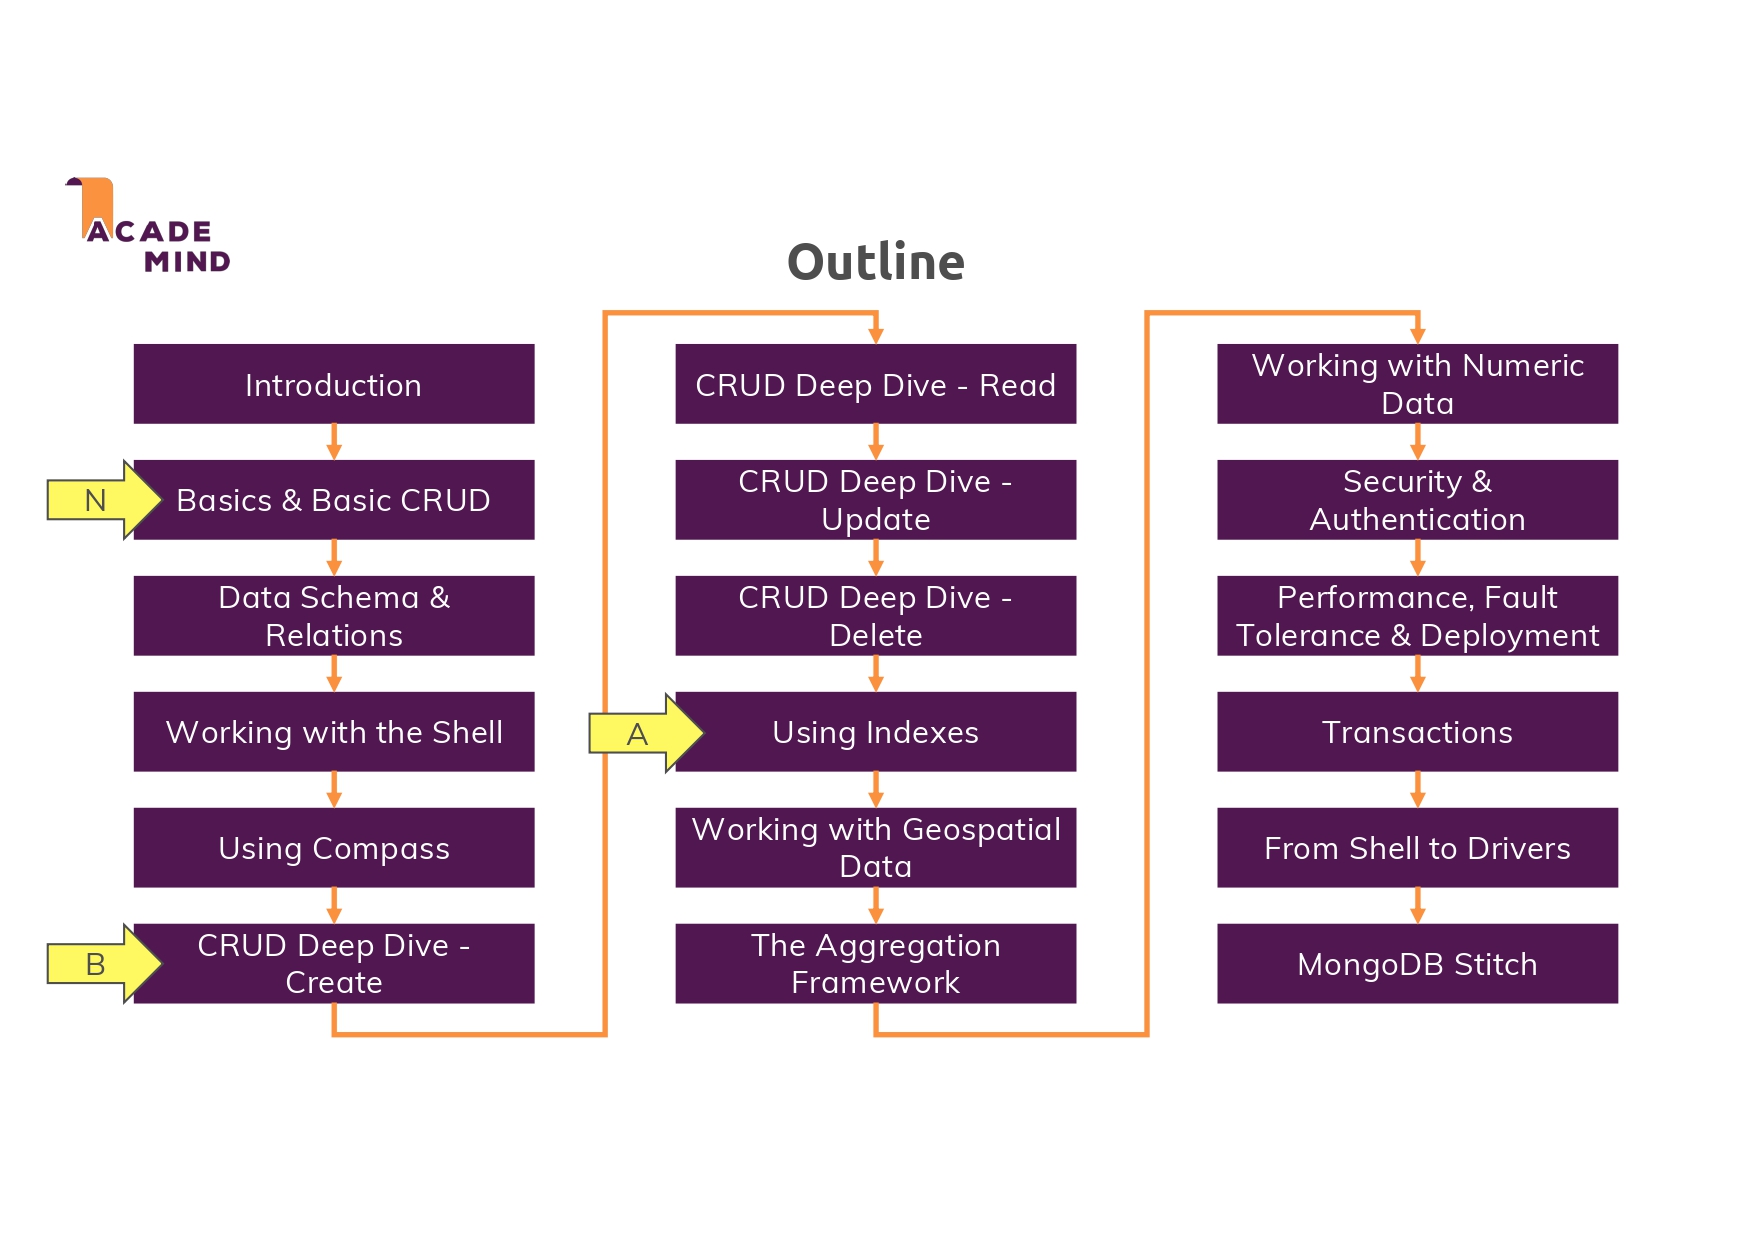 ACADE
MIND
Outline
Introduction
N
Basics & Basic CRUD
Data Schema &
Relations
Working with the Shell
Using Compass
B
CRUD Deep Dive -
Create
CRUD Deep Dive - Read
CRUD Deep Dive -
Update
CRUD Deep Dive -
Delete
A
Using Indexes
Working with Geospatial
Data
The Aggregation
Framework
Working with Numeric
Data
Security &
Authentication
Performance, Fault
Tolerance & Deployment
Transactions
From Shell to Drivers
MongoDB Stitch